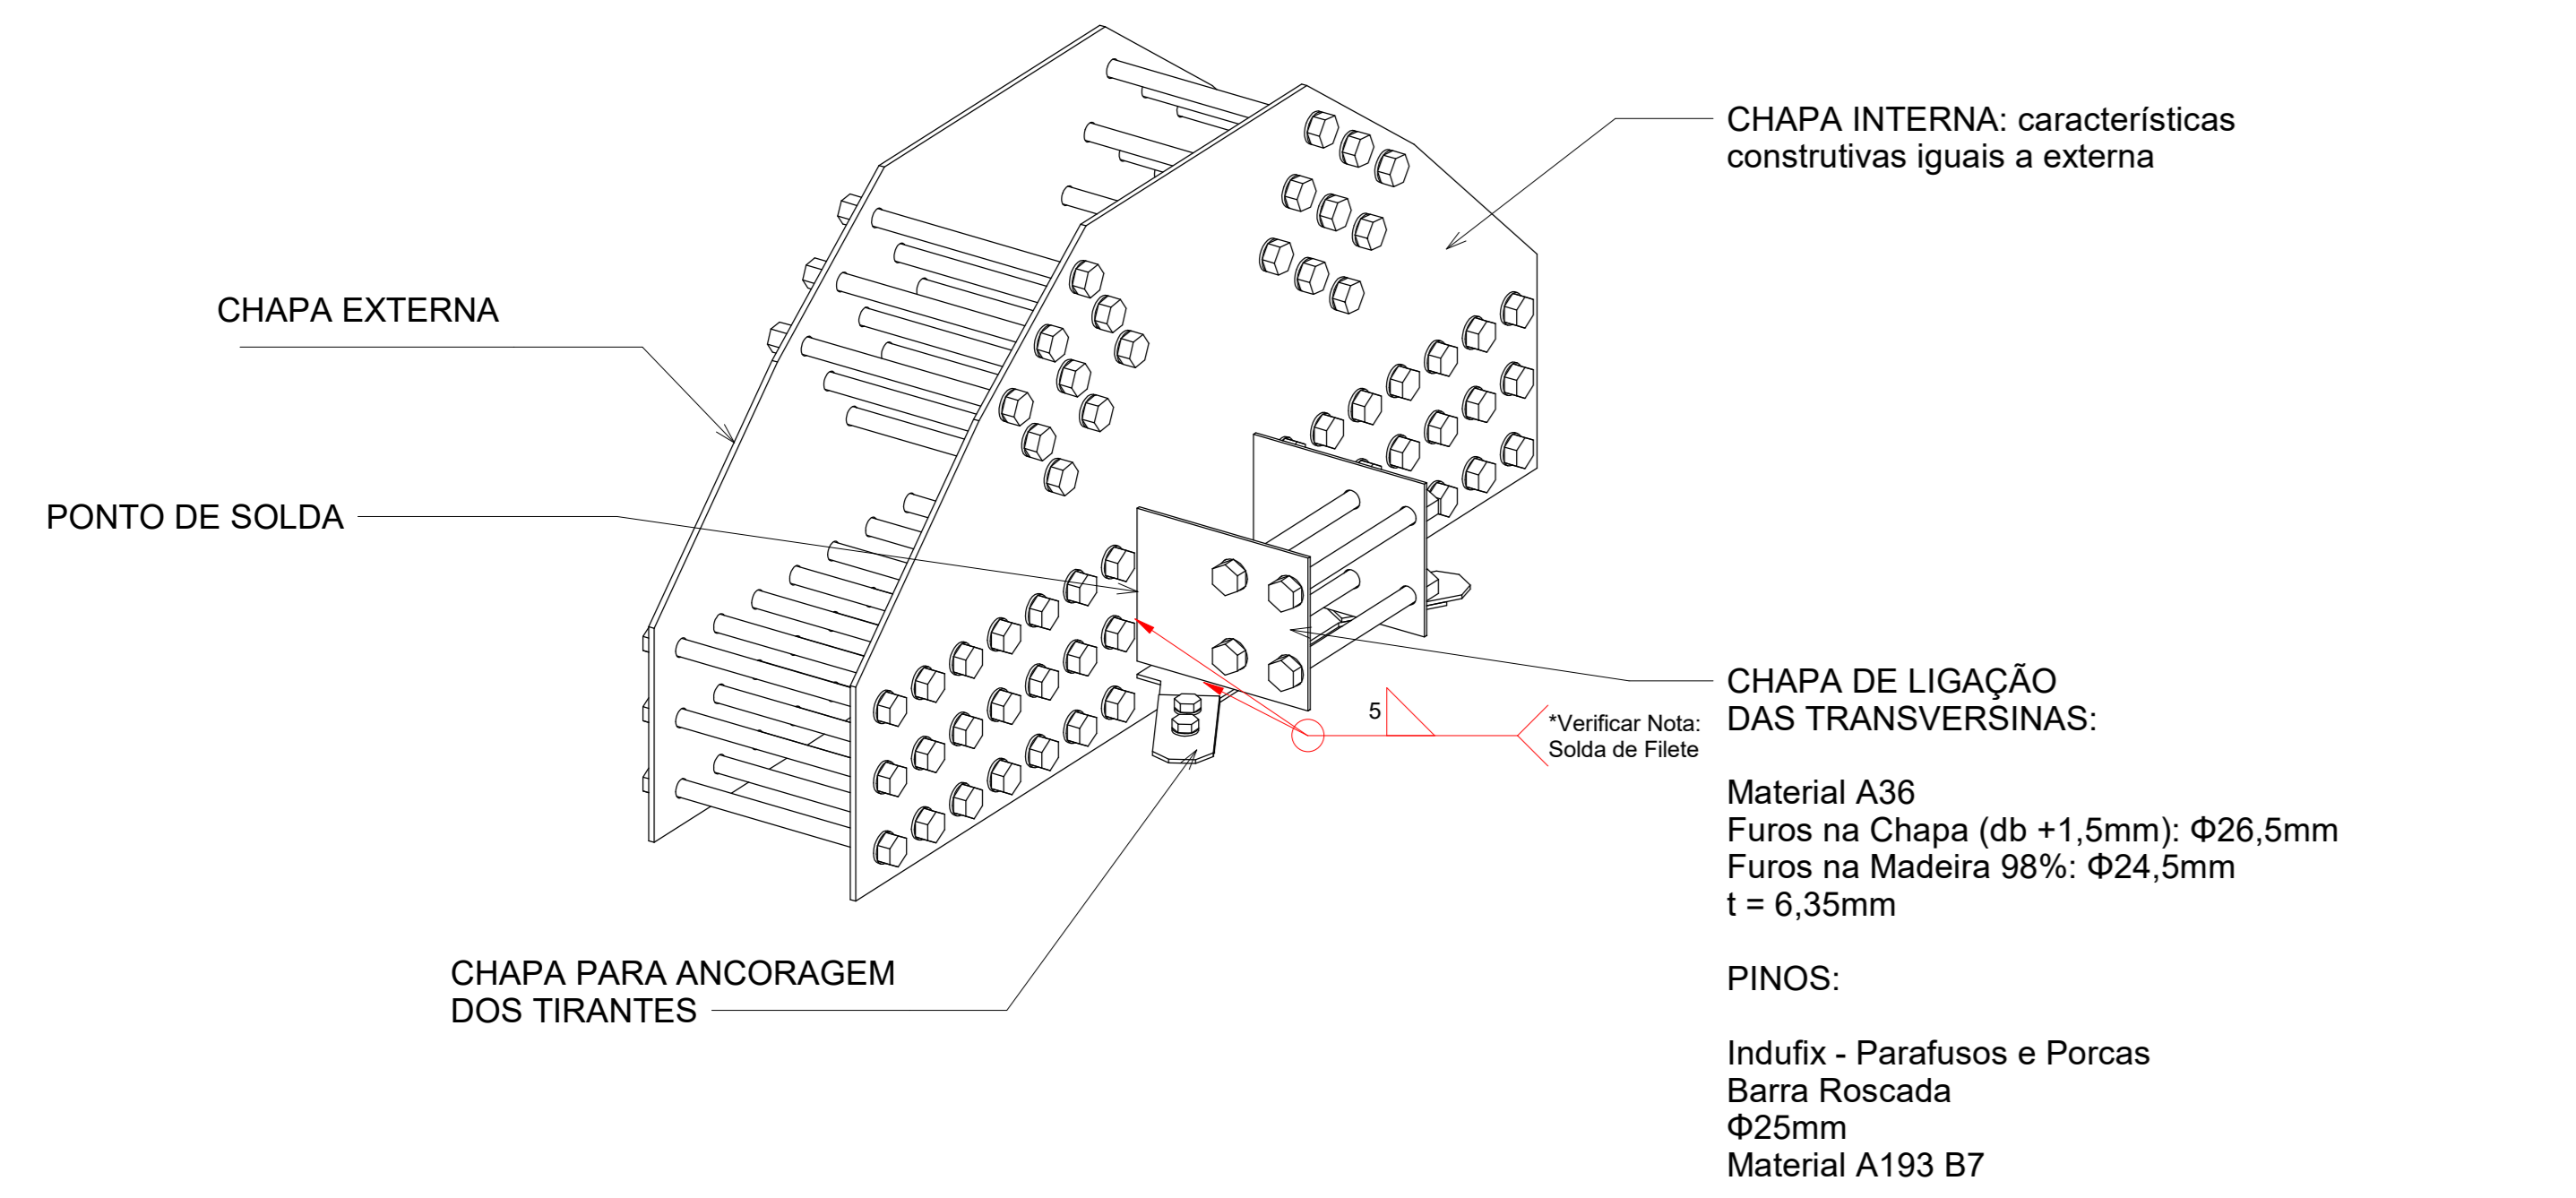 CHAPA INTERNA: características
construtivas iguais a externa
CHAPA EXTERNA
PONTO DE SOLDA
5
*Verificar Nota:
Solda de Filete
CHAPA DE LIGAÇÃO
DAS TRANSVERSINAS:
Material A36
Furos na Chapa (db +1,5mm): Φ26,5mm
Furos na Madeira 98%: Φ24,5mm
t = 6,35mm
CHAPA PARA ANCORAGEM
DOS TIRANTES
PINOS:
Indufix - Parafusos e Porcas
Barra Roscada
Φ25mm
Material A193 B7